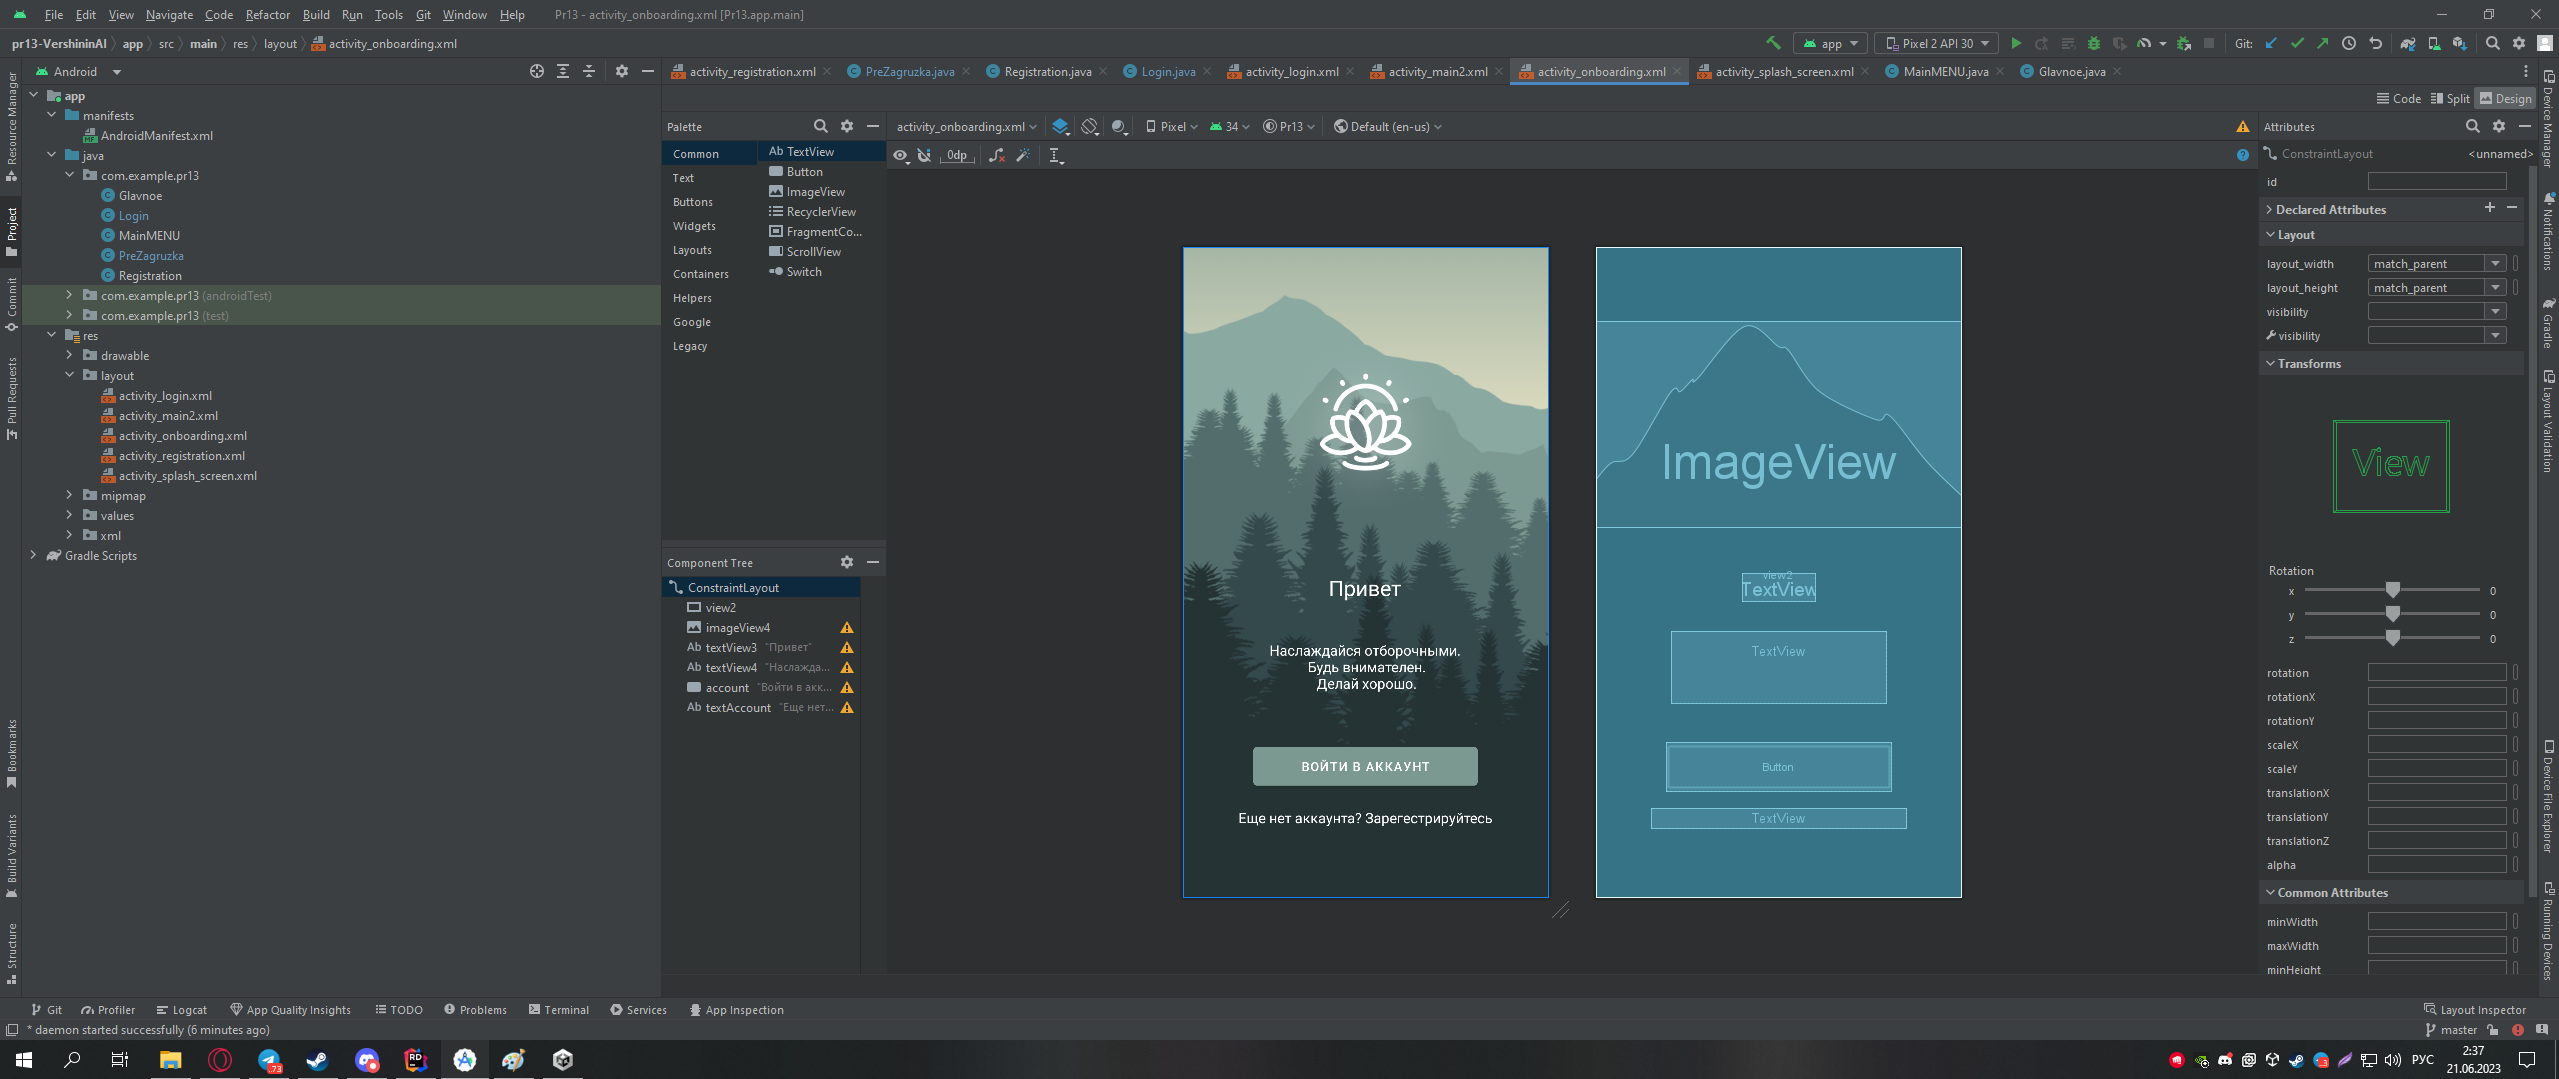 File Edit View Navigate Code Refactor Build Run Tools Git Window Help Pr13 - activity_onboarding.xml [Pr13.app.main]
pr13-VershininAI app src main res layout activity_onboarding.xml
app Pixel 2 API 30 Git:
Android
activity_registration.xml PreZagruzka.java Registration.java Login.java activity_login.xml activity_main2.xml activity_onboarding.xml activity_splash_screen.xml MainMENU.java Glavnoe.java
Code Split Design
app
manifests
AndroidManifest.xml
java
com.example.pr13
Glavnoe
Login
MainMENU
PreZagruzka
Registration
com.example.pr13 (androidTest)
com.example.pr13 (test)
res
drawable
layout
activity_login.xml
activity_main2.xml
activity_onboarding.xml
activity_registration.xml
activity_splash_screen.xml
mipmap
values
xml
Gradle Scripts
Resource Manager
Project
Commit
Pull Requests
Bookmarks
Build Variants
Structure
Palette
Common
Text
Buttons
Widgets
Layouts
Containers
Helpers
Google
Legacy
Ab TextView
Button
ImageView
RecyclerView
FragmentCo...
ScrollView
Switch
Component Tree
ConstraintLayout
view2
imageView4
Ab textView3 "Привет"
Ab textView4 "Наслажда...
account "Войти в акк...
Ab textAccount "Еще нет...
activity_onboarding.xml Pixel 34 Pr13 Default (en-us)
0dp
Привет
Наслаждайся отборочными.
Будь внимателен.
Делай хорошо.
ВОЙТИ В АККАУНТ
Еще нет аккаунта? Зарегестрируйтесь
ImageView
view2
TextView
TextView
Button
TextView
Attributes
ConstraintLayout <unnamed>
id
Declared Attributes
Layout
layout_width match_parent
layout_height match_parent
visibility
visibility
Transforms
View
Rotation
x 0
y 0
z 0
rotation
rotationX
rotationY
scaleX
scaleY
translationX
translationY
translationZ
alpha
Common Attributes
minWidth
maxWidth
minHeight
Device Manager
Notifications
Gradle
Layout Validation
Device File Explorer
Running Devices
Git Profiler Logcat App Quality Insights TODO Problems Terminal Services App Inspection
Layout Inspector
* daemon started successfully (6 minutes ago)
master
73
РУС
2:37
21.06.2023